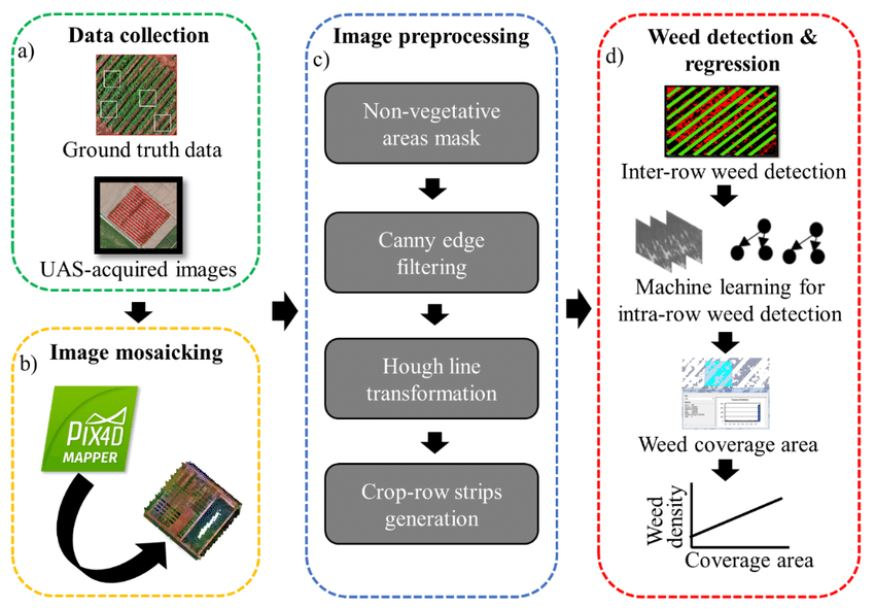 a)
Data collection
Ground truth data
UAS-acquired images
b)
Image mosaicking
PIX4D
MAPPER
c)
Image preprocessing
Non-vegetative
areas mask
Canny edge
filtering
Hough line
transformation
Crop-row strips
generation
d)
Weed detection &
regression
Inter-row weed detection
Machine learning for
intra-row weed detection
Weed coverage area
Weed
density
Coverage area